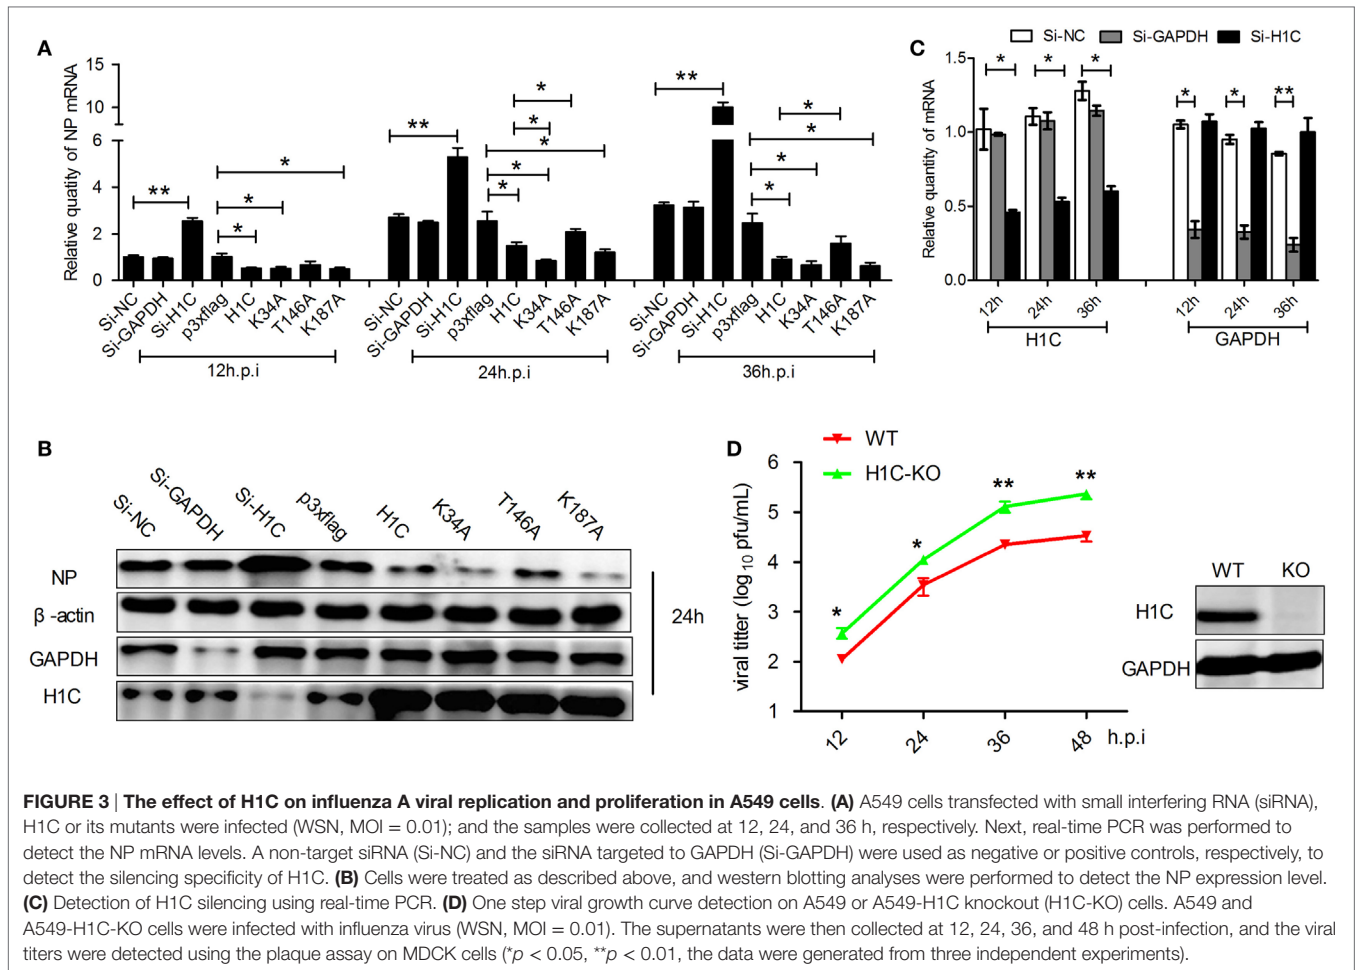 A
Relative quatity of NP mRNA
15
10
6
4
2
0
** * * *
** * * * * *
** * * * *
Si-NC Si-GAPDH Si-H1C p3xflag H1C K34A T146A K187A
Si-NC Si-GAPDH Si-H1C p3xflag H1C K34A T146A K187A
Si-NC Si-GAPDH Si-H1C p3xflag H1C K34A T146A K187A
12h.p.i 24h.p.i 36h.p.i
C
Si-NC Si-GAPDH Si-H1C
Relative quantity of mRNA
1.5
1.0
0.5
0.0
* * * * * **
12h 24h 36h 12h 24h 36h
H1C GAPDH
B
Si-NC Si-GAPDH Si-H1C p3xflag H1C K34A T146A K187A
NP
β -actin
GAPDH
H1C
24h
D
WT
H1C-KO
viral titter (log10 pfu/mL)
6
5
4
3
2
1
* * ** **
12 24 36 48 h.p.i
WT KO
H1C
GAPDH
FIGURE 3 | The effect of H1C on influenza A viral replication and proliferation in A549 cells. (A) A549 cells transfected with small interfering RNA (siRNA),
H1C or its mutants were infected (WSN, MOI = 0.01); and the samples were collected at 12, 24, and 36 h, respectively. Next, real-time PCR was performed to
detect the NP mRNA levels. A non-target siRNA (Si-NC) and the siRNA targeted to GAPDH (Si-GAPDH) were used as negative or positive controls, respectively, to
detect the silencing specificity of H1C. (B) Cells were treated as described above, and western blotting analyses were performed to detect the NP expression level.
(C) Detection of H1C silencing using real-time PCR. (D) One step viral growth curve detection on A549 or A549-H1C knockout (H1C-KO) cells. A549 and
A549-H1C-KO cells were infected with influenza virus (WSN, MOI = 0.01). The supernatants were then collected at 12, 24, 36, and 48 h post-infection, and the viral
titers were detected using the plaque assay on MDCK cells (*p < 0.05, **p < 0.01, the data were generated from three independent experiments).